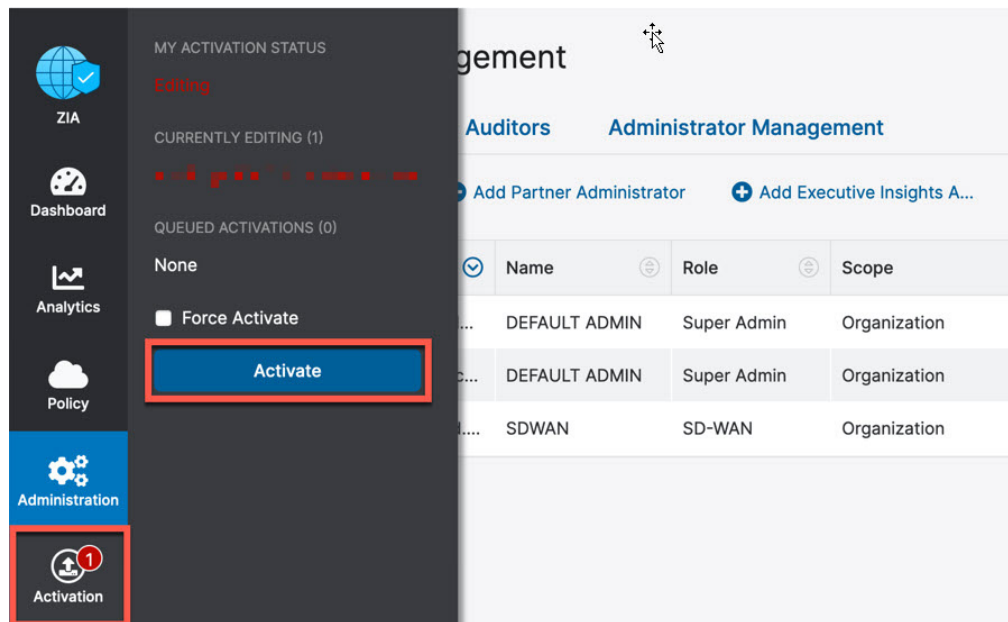 ZIA
Dashboard
Analytics
Policy
Administration
1
Activation
MY ACTIVATION STATUS
Editing
CURRENTLY EDITING (1)
QUEUED ACTIVATIONS (0)
None
Force Activate
Activate
gement
Auditors Administrator Management
Add Partner Administrator Add Executive Insights A...
Name Role Scope
... DEFAULT ADMIN Super Admin Organization
c... DEFAULT ADMIN Super Admin Organization
.... SDWAN SD-WAN Organization